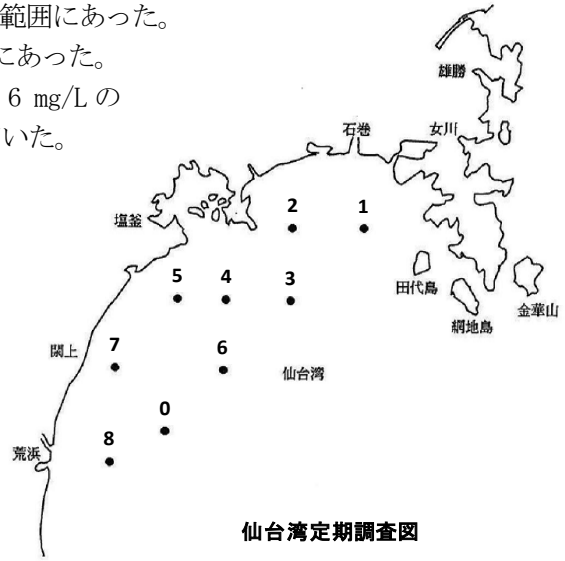 範囲にあった。
にあった。
6 mg/L の
いた。
雄勝
石巻 女川
2 1
塩釜
5 4 3
田代島
金華山
網地島
閖上 7
6
仙台湾
0
荒浜 8
仙台湾定期調査図